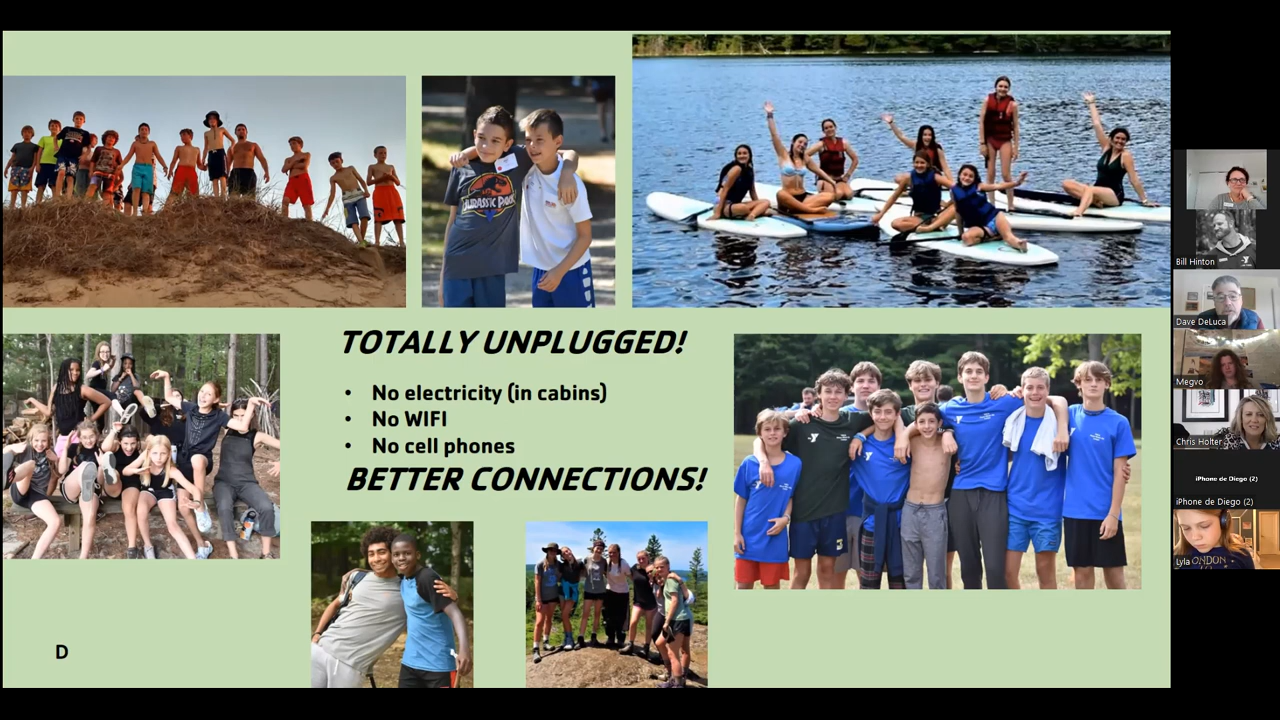 JURASSIC PARK
TOTALLY UNPLUGGED!
• No electricity (in cabins)
• No WIFI
• No cell phones
BETTER CONNECTIONS!
D
Bill Hinton
Dave DeLuca
Megvo
Chris Holter
iPhone de Diego (2)
iPhone de Diego (2)
Lyla